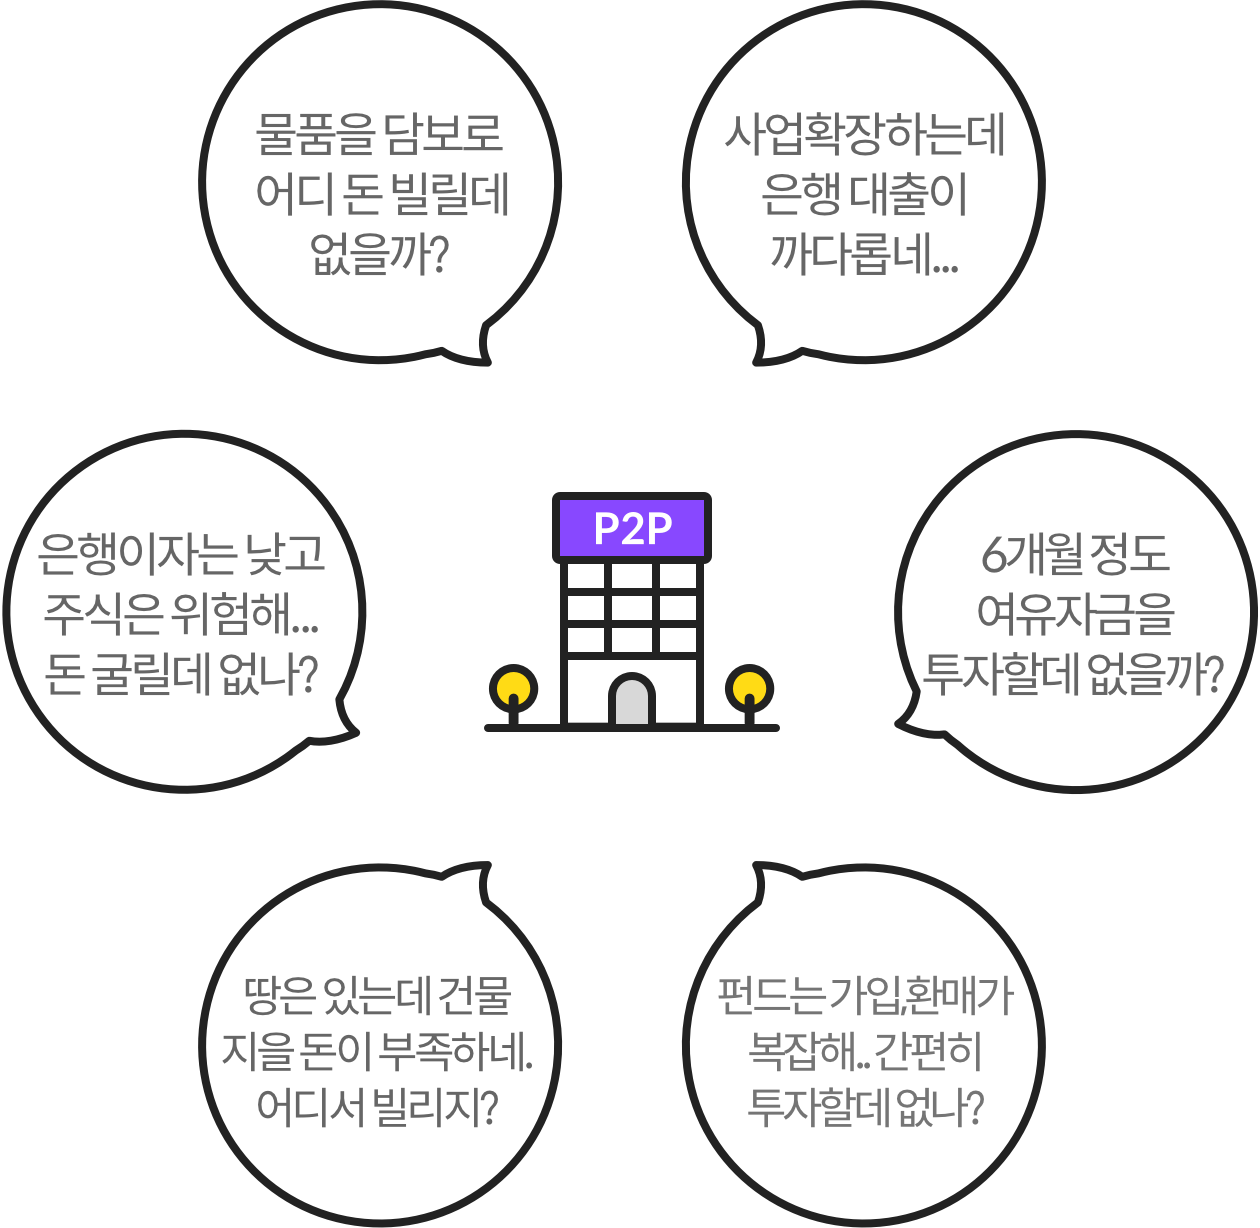 물품을 담보로
어디 돈 빌릴데
없을까?
사업확장하는데
은행 대출이
까다롭네...
은행이자는 낮고
주식은 위험해...
돈 굴릴데 없나?
P2P
6개월 정도
여유자금을
투자할데 없을까?
땅은 있는데 건물
지을 돈이 부족하네.
어디서 빌리지?
펀드는 가입,환매가
복잡해.. 간편히
투자할데 없나?